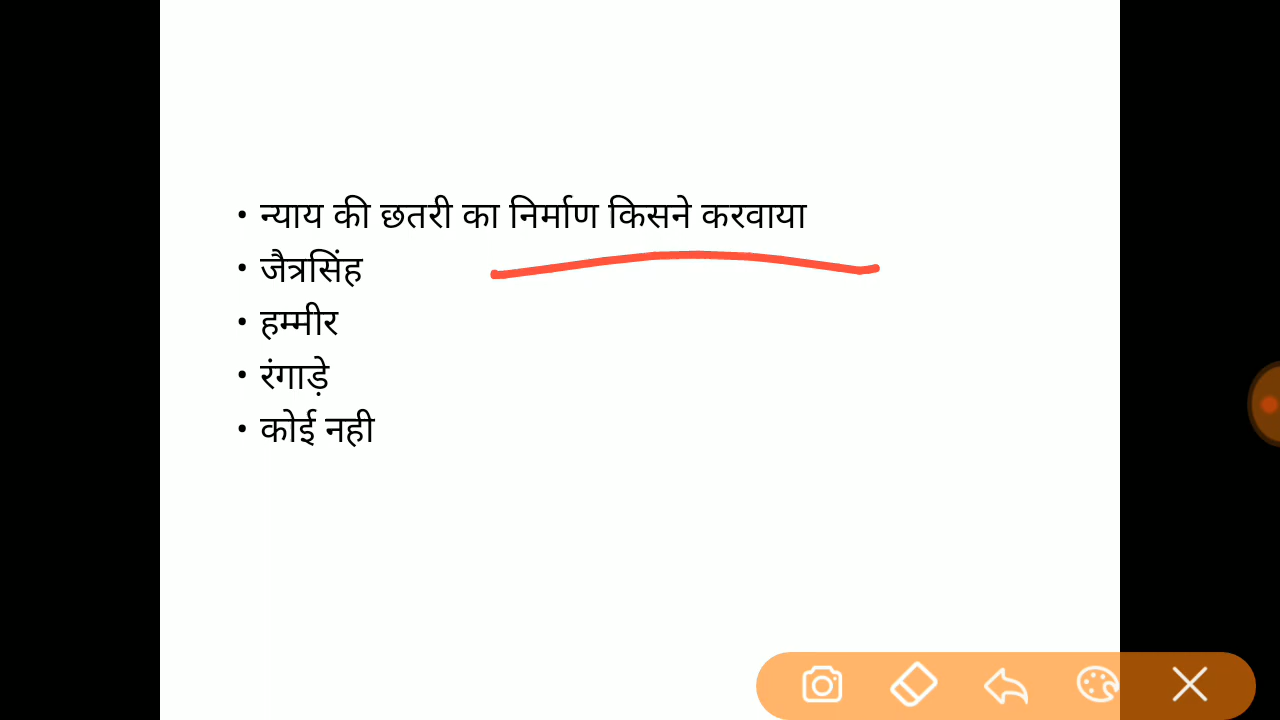 • न्याय की छतरी का निर्माण किसने करवाया
• जैत्रसिंह
• हम्मीर
• रंगाड़े
• कोई नही